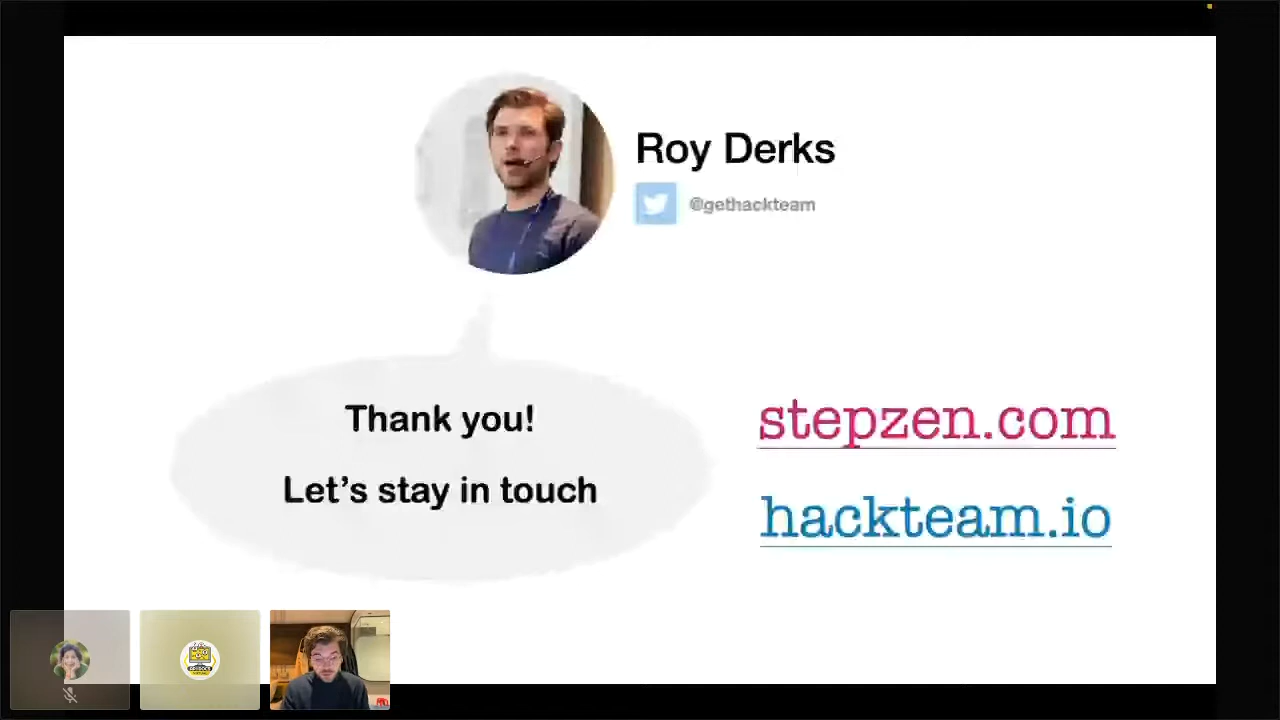 Roy Derks
@gethackteam
Thank you!
Let's stay in touch
stepzen.com
hackteam.io